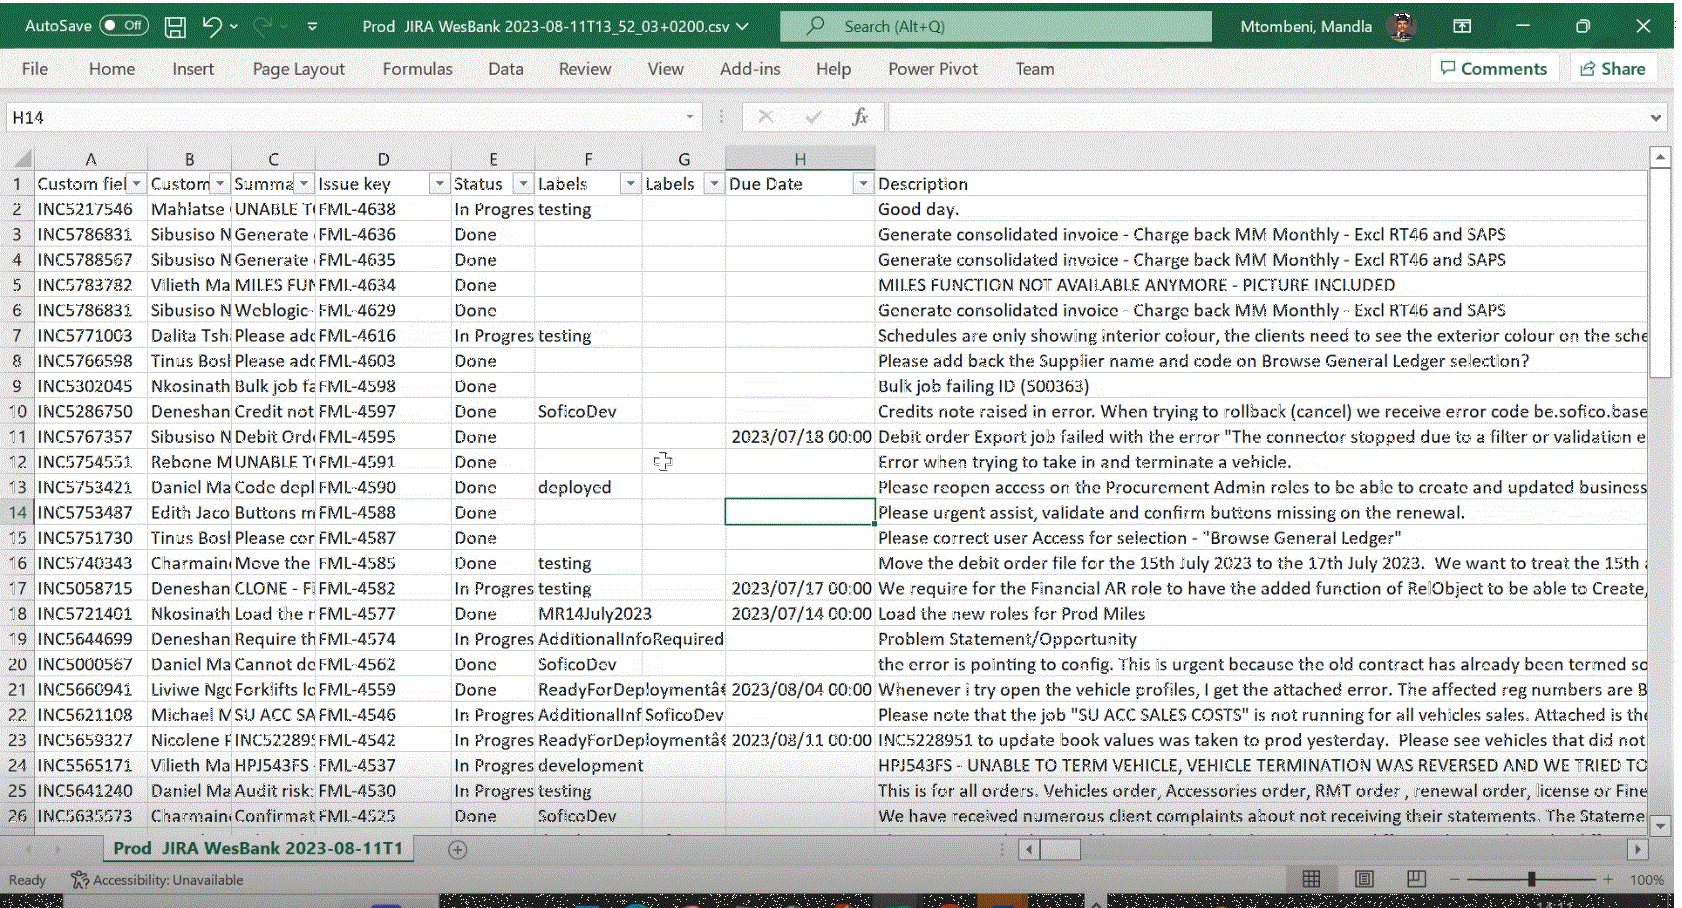 AutoSave Off Prod JIRA WesBank 2023-08-11T13_52_03+0200.csv Search (Alt+Q) Mtombeni, Mandla
File Home Insert Page Layout Formulas Data Review View Add-ins Help Power Pivot Team Comments Share
H14 fx
A B C D E F G H
1 Custom fiel Custom Summa Issue key Status Labels Labels Due Date Description
2 INC5217546 Mahlatse UNABLE TO FML-4638 In Progres testing Good day.
3 INC5786831 Sibusiso N Generate FML-4636 Done Generate consolidated invoice - Charge back MM Monthly - Excl RT46 and SAPS
4 INC5788567 Sibusiso N Generate FML-4635 Done Generate consolidated invoice - Charge back MM Monthly - Excl RT46 and SAPS
5 INC5783782 Vilieth Ma MILES FUN FML-4634 Done MILES FUNCTION NOT AVAILABLE ANYMORE - PICTURE INCLUDED
6 INC5786831 Sibusiso N Weblogic- FML-4629 Done Generate consolidated invoice - Charge back MM Monthly - Excl RT46 and SAPS
7 INC5771003 Dalita Tsh Please add FML-4616 In Progres testing Schedules are only showing interior colour, the clients need to see the exterior colour on the sche
8 INC5766598 Tinus Bosl Please add FML-4603 Done Please add back the Supplier name and code on Browse General Ledger selection?
9 INC5302045 Nkosinath Bulk job fa FML-4598 Done Bulk job failing ID (500363)
10 INC5286750 Deneshan Credit not FML-4597 Done SoficoDev Credits note raised in error. When trying to rollback (cancel) we receive error code be.sofico.base
11 INC5767357 Sibusiso N Debit Orde FML-4595 Done 2023/07/18 00:00 Debit order Export job failed with the error "The connector stopped due to a filter or validation e
12 INC5754551 Rebone M UNABLE TO FML-4591 Done Error when trying to take in and terminate a vehicle.
13 INC5753421 Daniel Ma Code depl FML-4590 Done deployed Please reopen access on the Procurement Admin roles to be able to create and updated business
14 INC5753487 Edith Jaco Buttons m FML-4588 Done Please urgent assist, validate and confirm buttons missing on the renewal.
15 INC5751730 Tinus Bosl Please cor FML-4587 Done Please correct user Access for selection - "Browse General Ledger"
16 INC5740343 Charmaine Move the FML-4585 Done testing Move the debit order file for the 15th July 2023 to the 17th July 2023. We want to treat the 15th
17 INC5058715 Deneshan CLONE - Fi FML-4582 In Progres testing 2023/07/17 00:00 We require for the Financial AR role to have the added function of RelObject to be able to Create,
18 INC5721401 Nkosinath Load the r FML-4577 Done MR14July2023 2023/07/14 00:00 Load the new roles for Prod Miles
19 INC5644699 Deneshan Require th FML-4574 In Progres AdditionalInfoRequired Problem Statement/Opportunity
20 INC5000567 Daniel Ma Cannot de FML-4562 Done SoficoDev the error is pointing to config. This is urgent because the old contract has already been termed so
21 INC5660941 Liviwe Ngc Forklifts lo FML-4559 Done ReadyForDeploymentâ€ 2023/08/04 00:00 Whenever i try open the vehicle profiles, I get the attached error. The affected reg numbers are B
22 INC5621108 Michael M SU ACC SA FML-4546 In Progres AdditionalInf SoficoDev Please note that the job "SU ACC SALES COSTS" is not running for all vehicles sales. Attached is the
23 INC5659327 Nicolene F INC522895 FML-4542 In Progres ReadyForDeploymentâ€ 2023/08/11 00:00 INC5228951 to update book values was taken to prod yesterday. Please see vehicles that did not
24 INC5565171 Vilieth Ma HPJ543FS FML-4537 In Progres development HPJ543FS - UNABLE TO TERM VEHICLE, VEHICLE TERMINATION WAS REVERSED AND WE TRIED TO
25 INC5641240 Daniel Ma Audit risk: FML-4530 In Progres testing This is for all orders. Vehicles order, Accessories order, RMT order , renewal order, license or Fine
26 INC5635573 Charmaine Confirmat FML-4525 Done SoficoDev We have received numerous client complaints about not receiving their statements. The Stateme
Prod JIRA WesBank 2023-08-11T1
Ready Accessibility: Unavailable 100%